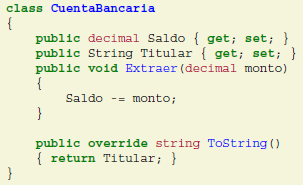 class CuentaBancaria
{
    public decimal Saldo { get; set; }
    public String Titular { get; set; }
    public void Extraer(decimal monto)
    {
        Saldo -= monto;
    }
    public override string ToString()
    { return Titular; }
}